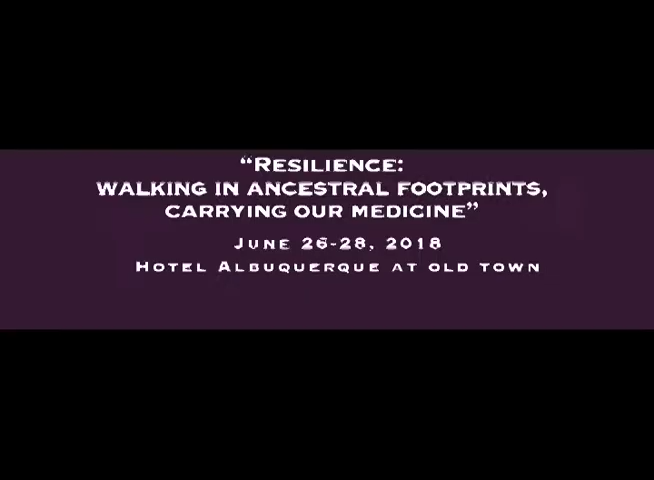 “Resilience:
walking in ancestral footprints,
carrying our medicine”
June 26-28, 2018
Hotel Albuquerque at old town